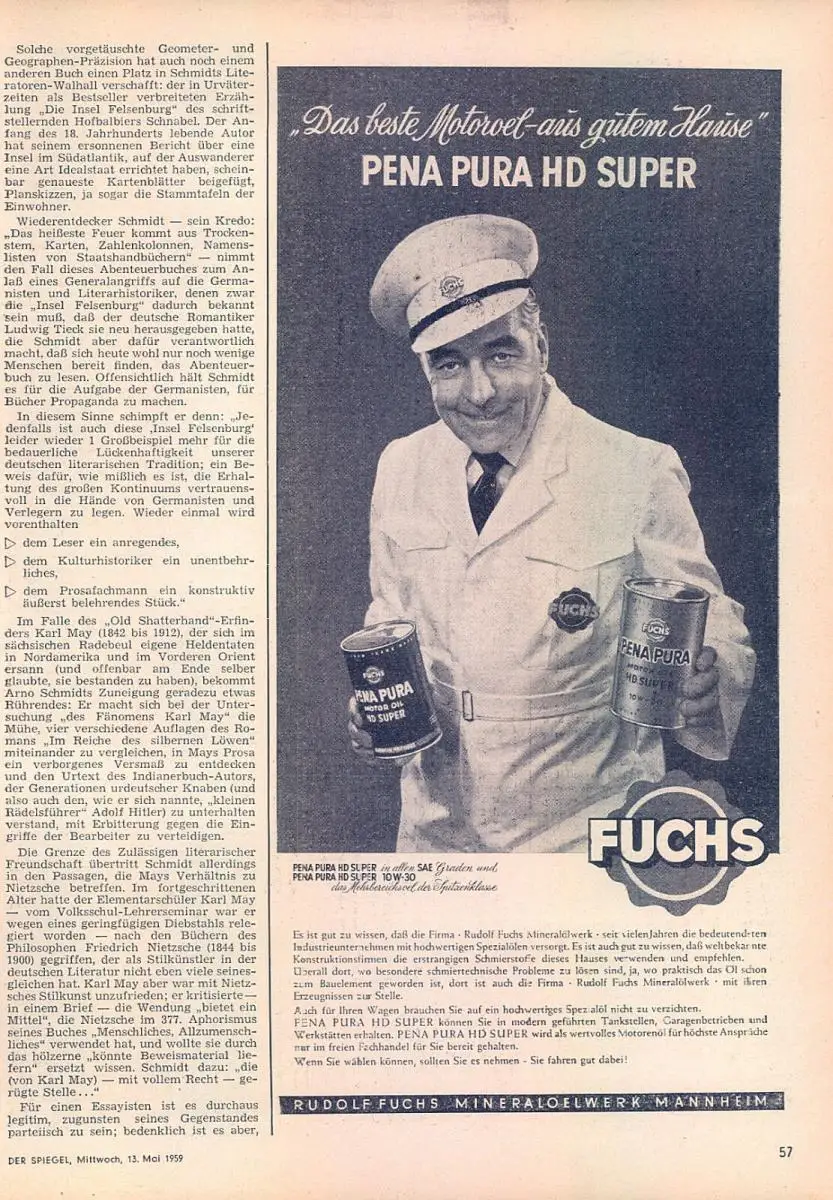 Solche vorgetäuschte Geometer- und
Geographen-Präzision hat auch noch einem
anderen Buch einen Platz in Schmidts Lite-
ratoren-Walhall verschafft: der in Urväter-
zeiten als Bestseller verbreiteten Erzäh-
lung „Die Insel Felsenburg“ des schrift-
stellernden Hofbalbiers Schnabel. Der An-
fang des 18. Jahrhunderts lebende Autor
hat seinem ersonnenen Bericht über eine
Insel im Südatlantik, auf der Auswanderer
eine Art Idealstaat errichtet haben, schein-
bar genaueste Kartenblätter beigefügt,
Planskizzen, ja sogar die Stammtafeln der
Einwohner.
Wiederentdecker Schmidt — sein Kredo:
„Das heißeste Feuer kommt aus Trocken-
stem, Karten, Zahlenkolonnen, Namens-
listen von Staatshandbüchern“ — nimmt
den Fall dieses Abenteuerbuches zum An-
laß eines Generalangriffs auf die Germa-
nisten und Literarhistoriker, denen zwar
die „Insel Felsenburg“ dadurch bekannt
sein muß, daß der deutsche Romantiker
Ludwig Tieck sie neu herausgegeben hatte,
die Schmidt aber dafür verantwortlich
macht, daß sich heute wohl nur noch wenige
Menschen bereit finden, das Abenteuer-
buch zu lesen. Offensichtlich hält Schmidt
es für die Aufgabe der Germanisten, für
Bücher Propaganda zu machen.
In diesem Sinne schimpft er denn: „Je-
denfalls ist auch diese ‚Insel Felsenburg‘
leider wieder 1 Großbeispiel mehr für die
bedauerliche Lückenhaftigkeit unserer
deutschen literarischen Tradition; ein Be-
weis dafür, wie mißlich es ist, die Erhal-
tung des großen Kontinuums vertrauens-
voll in die Hände von Germanisten und
Verlegern zu legen. Wieder einmal wird
vorenthalten
▷ dem Leser ein anregendes,
▷ dem Kulturhistoriker ein unentbehr-
liches,
▷ dem Prosafachmann ein konstruktiv
äußerst belehrendes Stück.“
Im Falle des „Old Shatterhand“-Erfin-
ders Karl May (1842 bis 1912), der sich im
sächsischen Radebeul eigene Heldentaten
in Nordamerika und im Vorderen Orient
ersann (und offenbar am Ende selber
glaubte, sie bestanden zu haben), bekommt
Arno Schmidts Zuneigung geradezu etwas
Rührendes: Er macht sich bei der Unter-
suchung „des Fänomens Karl May“ die
Mühe, vier verschiedene Auflagen des Ro-
mans „Im Reiche des silbernen Löwen“
miteinander zu vergleichen, in Mays Prosa
ein verborgenes Versmaß zu entdecken
und den Urtext des Indianerbuch-Autors,
der Generationen urdeutscher Knaben (und
also auch den, wie er sich nannte, „kleinen
Rädelsführer“ Adolf Hitler) zu unterhalten
verstand, mit Erbitterung gegen die Ein-
griffe der Bearbeiter zu verteidigen.
Die Grenze des Zulässigen literarischer
Freundschaft übertritt Schmidt allerdings
in den Passagen, die Mays Verhältnis zu
Nietzsche betreffen. Im fortgeschrittenen
Alter hatte der Elementarschüler Karl May
— vom Volksschul-Lehrerseminar war er
wegen eines geringfügigen Diebstahls rele-
giert worden — nach den Büchern des
Philosophen Friedrich Nietzsche (1844 bis
1900) gegriffen, der als Stilkünstler in der
deutschen Literatur nicht eben viele seines-
gleichen hat. Karl May aber war mit Nietz-
sches Stilkunst unzufrieden; er kritisierte —
in einem Brief — die Wendung „bietet ein
Mittel“, die Nietzsche im 377. Aphorismus
seines Buches „Menschliches, Allzumensch-
liches“ verwendet hat, und wollte sie durch
das hölzerne „könnte Beweismaterial lie-
fern“ ersetzt wissen. Schmidt dazu: „die
(von Karl May) — mit vollem Recht — ge-
rügte Stelle . . .“
Für einen Essayisten ist es durchaus
legitim, zugunsten seines Gegenstandes
parteiisch zu sein; bedenklich ist es aber,
DER SPIEGEL, Mittwoch, 13. Mai 1959
„Das beste Motoroel - aus gutem Hause“
PENA PURA HD SUPER
FUCHS
FUCHS
FUCHS
PENA PURA
MOTOR OIL
HD SUPER
FUCHS
PENA PURA
MOTOR OIL
HD SUPER
10W-30
FUCHS
PENA PURA HD SUPER in allen SAE Graden und
PENA PURA HD SUPER 10W-30
das Mehrbereichsoel der Spitzenklasse
Es ist gut zu wissen, daß die Firma · Rudolf Fuchs Mineralölwerk · seit vielen Jahren die bedeutendsten
Industrieunternehmen mit hochwertigen Spezialölen versorgt. Es ist auch gut zu wissen, daß weltbekannte
Konstruktionsfirmen die erstrangigen Schmierstoffe dieses Hauses verwenden und empfehlen.
Überall dort, wo besondere schmiertechnische Probleme zu lösen sind, ja, wo praktisch das Öl schon
zum Bauelement geworden ist, dort ist auch die Firma · Rudolf Fuchs Mineralölwerk · mit ihren
Erzeugnissen zur Stelle.
Auch für Ihren Wagen brauchen Sie auf ein hochwertiges Spezialöl nicht zu verzichten.
PENA PURA HD SUPER können Sie in modern geführten Tankstellen, Garagenbetrieben und
Werkstätten erhalten. PENA PURA HD SUPER wird als wertvolles Motorenöl für höchste Ansprüche
nur im freien Fachhandel für Sie bereit gehalten.
Wenn Sie wählen können, sollten Sie es nehmen - Sie fahren gut dabei!
RUDOLF FUCHS MINERALOELWERK MANNHEIM
57